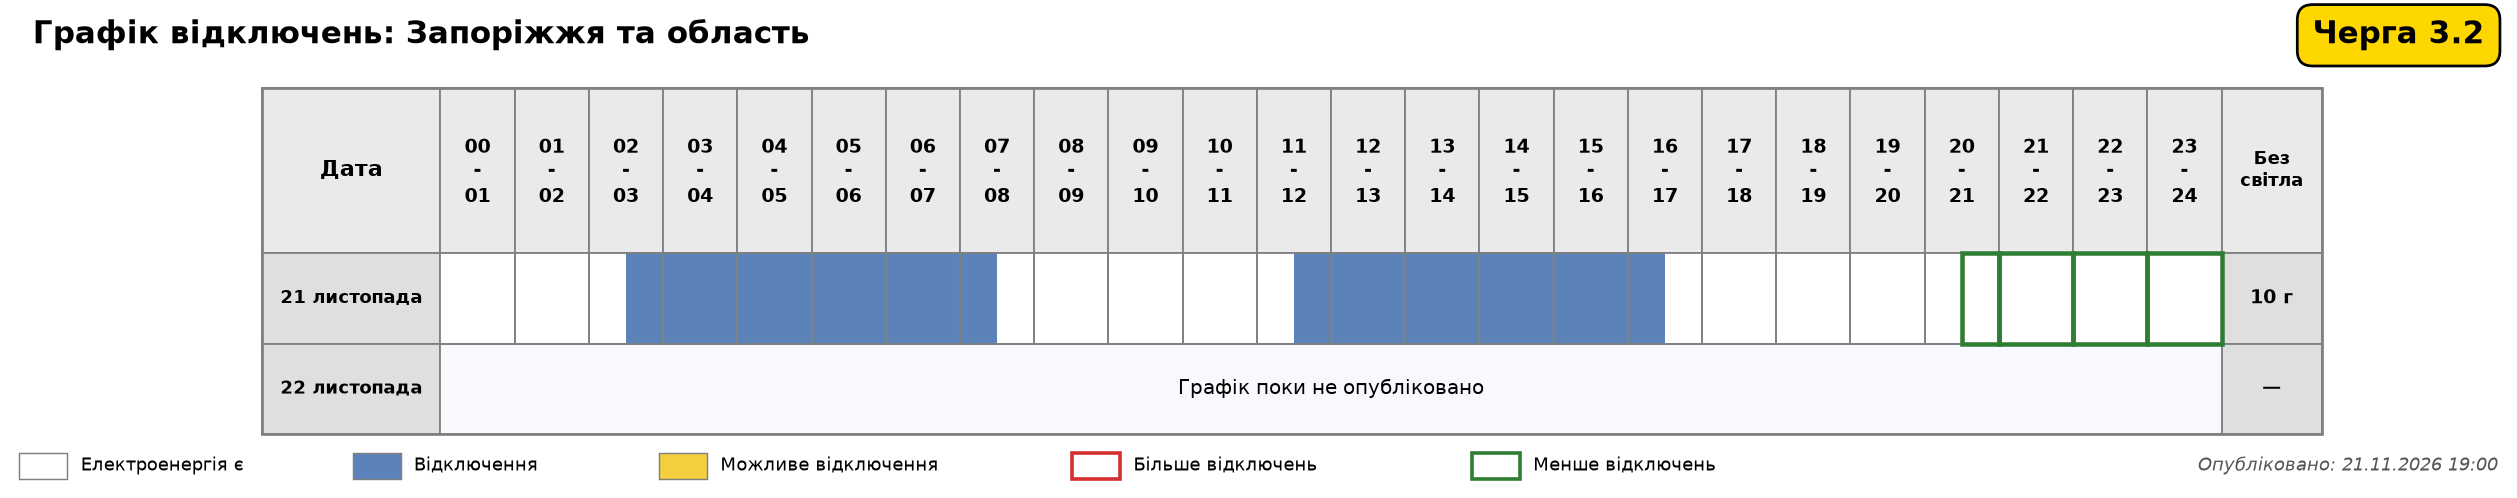 Графік відключень: Запоріжжя та область
Черга 3.2
Дата
00 - 01
01 - 02
02 - 03
03 - 04
04 - 05
05 - 06
06 - 07
07 - 08
08 - 09
09 - 10
10 - 11
11 - 12
12 - 13
13 - 14
14 - 15
15 - 16
16 - 17
17 - 18
18 - 19
19 - 20
20 - 21
21 - 22
22 - 23
23 - 24
Без
світла
21 листопада
10 г
22 листопада
Графік поки не опубліковано
—
Електроенергія є
Відключення
Можливе відключення
Більше відключень
Менше відключень
Опубліковано: 21.11.2026 19:00